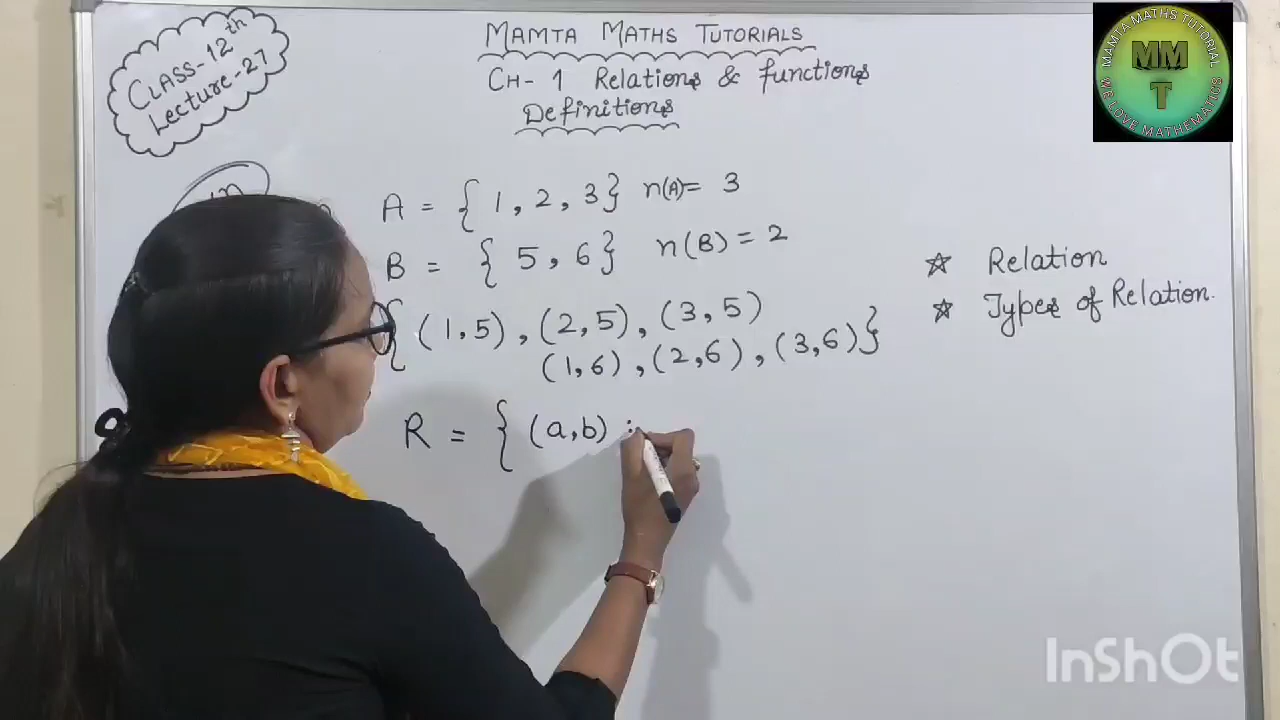 CLASS-12th
Lecture-27
MAMTA MATHS TUTORIALS
CH- 1 Relations & functions
Definitions
MAMTA MATHS TUTORIAL
MM
T
WE LOVE MATHEMATICS
A = { 1, 2, 3} n(A)= 3
B = { 5, 6} n(B) = 2
{ (1,5), (2,5), (3,5)
(1,6), (2,6), (3,6)}
R = { (a,b) :
☆ Relation
☆ Types of Relation.
InShOt